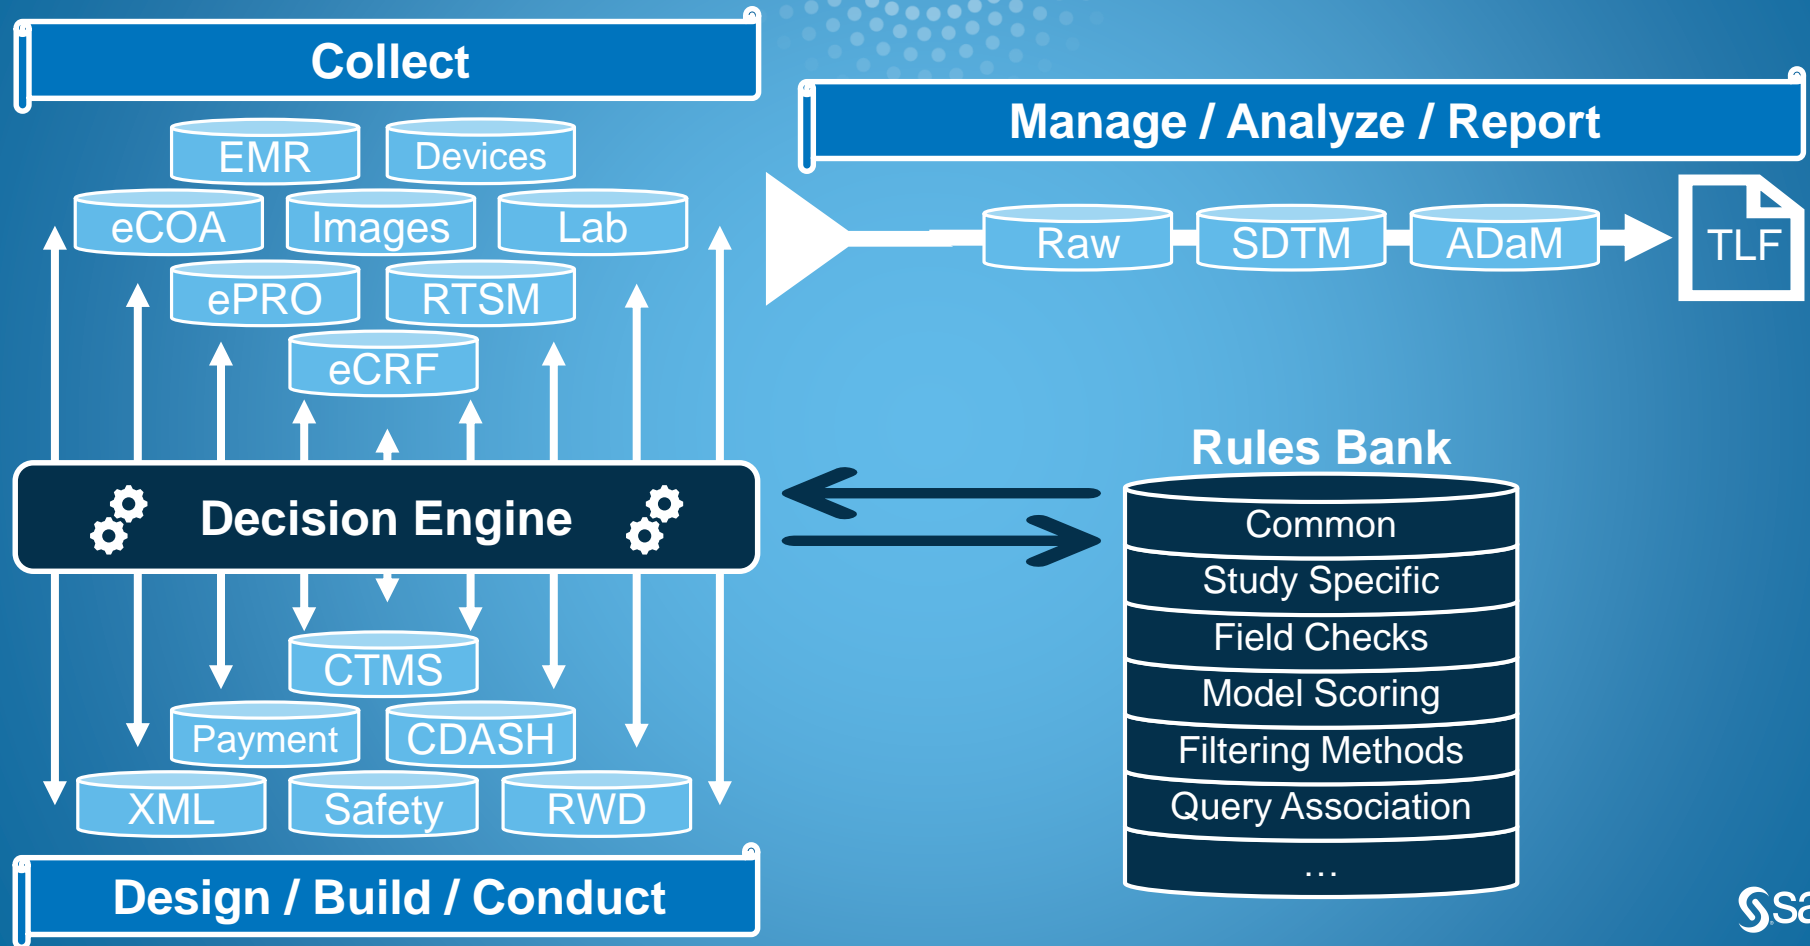 Collect
EMR
Devices
eCOA
Images
Lab
ePRO
RTSM
eCRF
Decision Engine
CTMS
Payment
CDASH
XML
Safety
RWD
Design / Build / Conduct
Manage / Analyze / Report
Raw
SDTM
ADaM
TLF
Rules Bank
Common
Study Specific
Field Checks
Model Scoring
Filtering Methods
Query Association
…